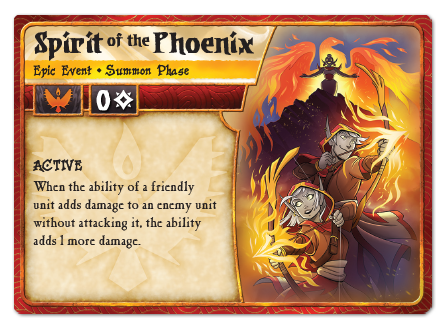 Spirit of the Phoenix
Epic Event • Summon Phase
0
ACTIVE
When the ability of a friendly
unit adds damage to an enemy unit
without attacking it, the ability
adds 1 more damage.